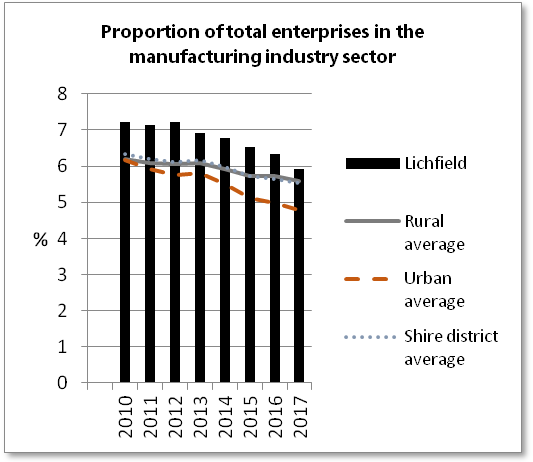 Proportion of total enterprises in the
manufacturing industry sector
8
7
6
5
4
3
2
1
0
%
2010
2011
2012
2013
2014
2015
2016
2017
Lichfield
Rural
average
Urban
average
Shire district
average